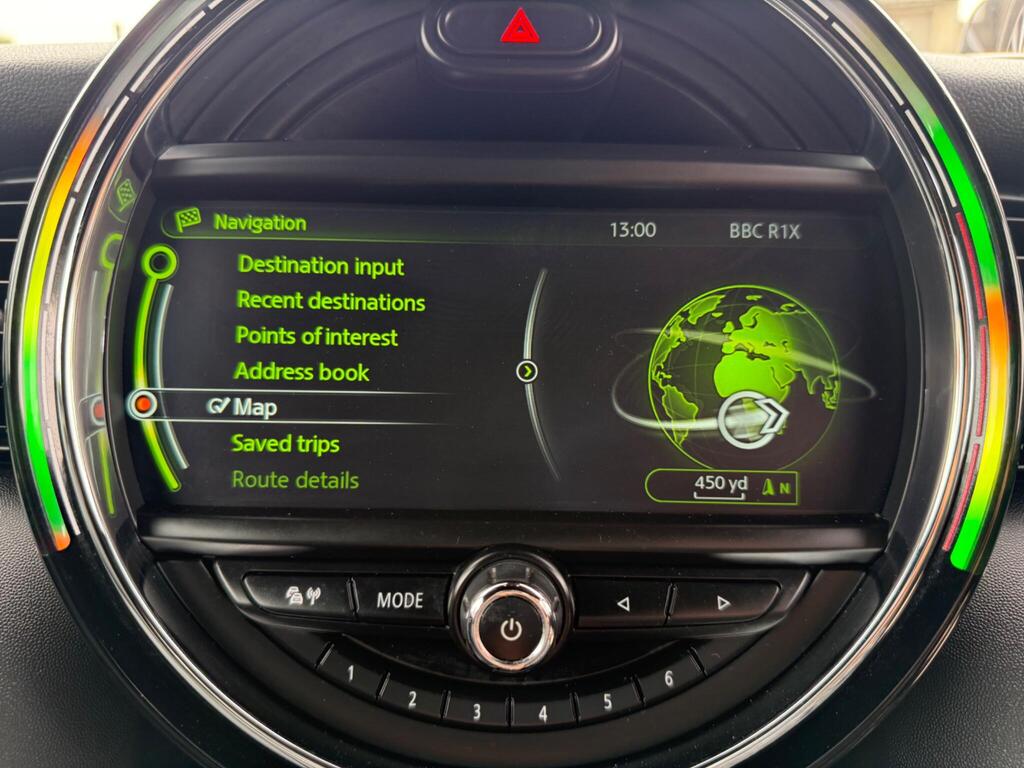 Navigation 13:00 BBC R1X
Destination input
Recent destinations
Points of interest
Address book
Map
Saved trips
Route details
450 yd N
MODE
1 2 3 4 5 6